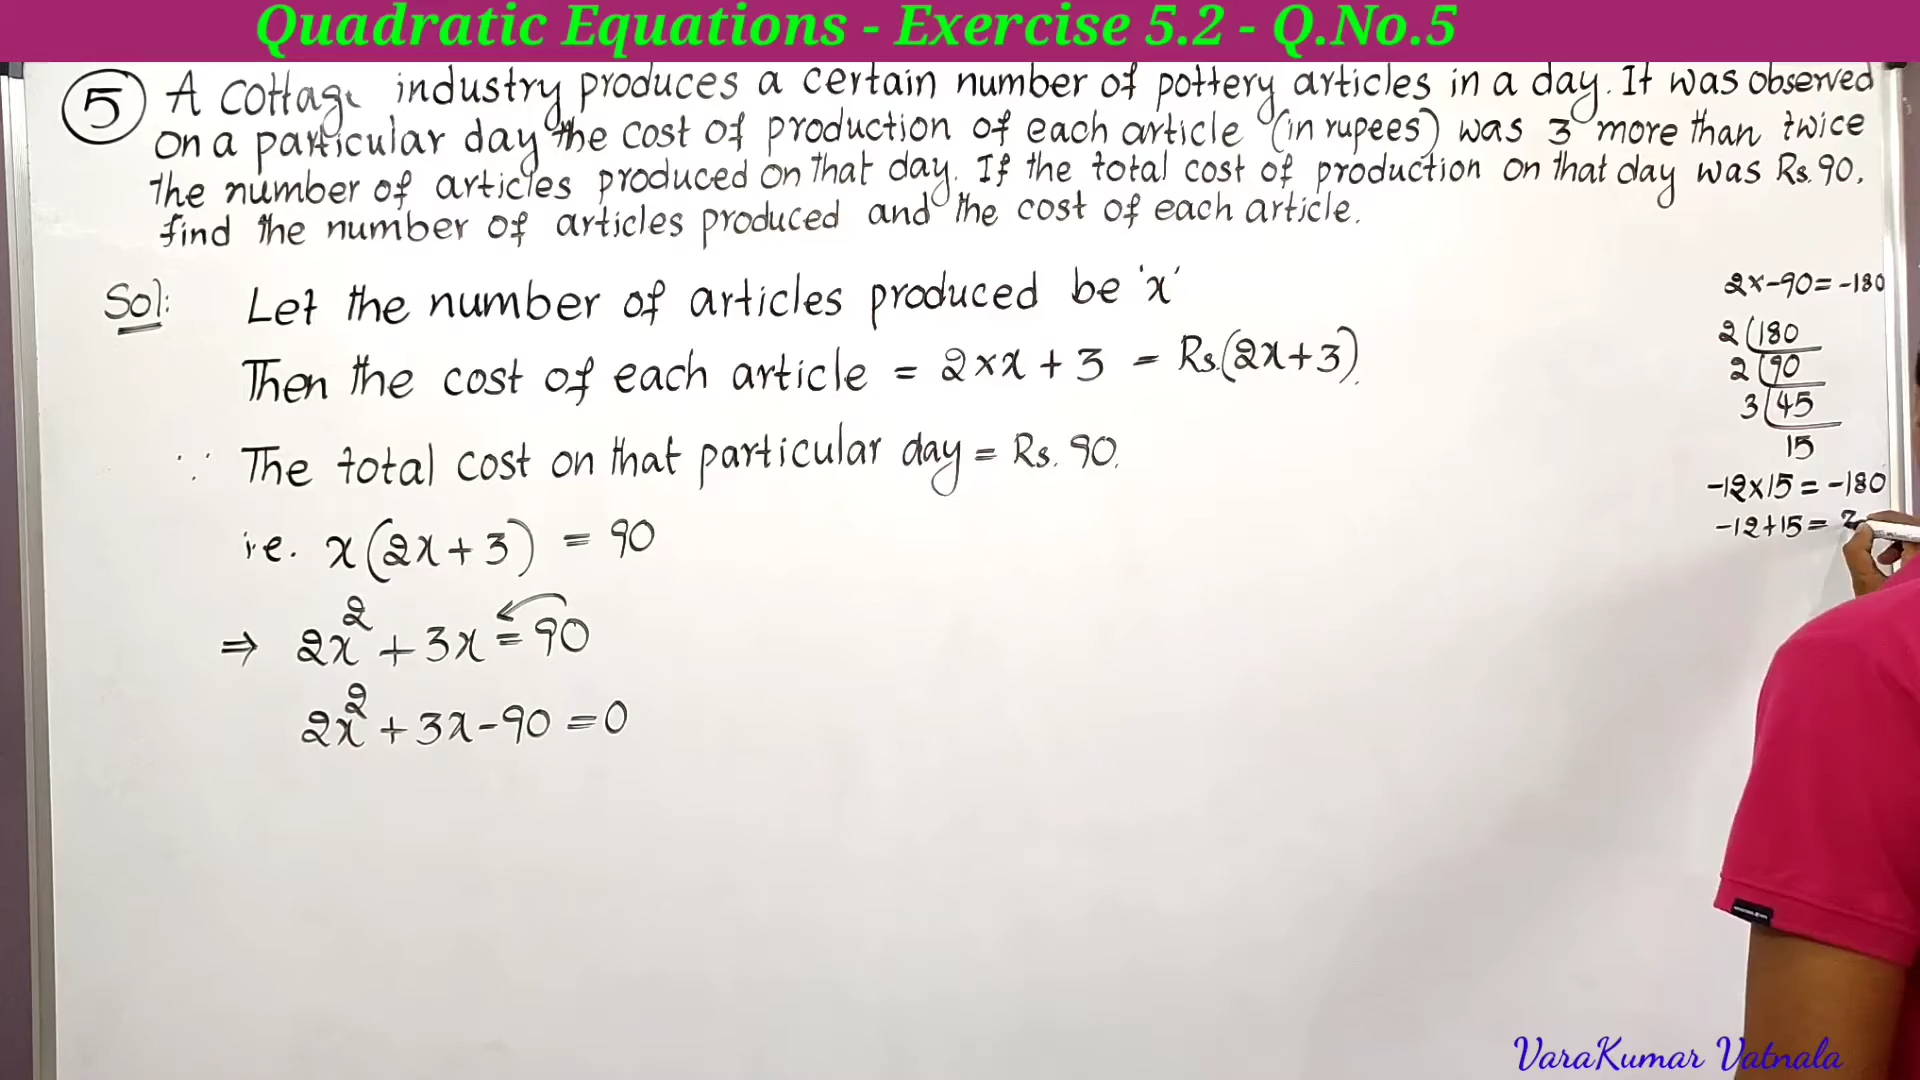 Quadratic Equations - Exercise 5.2 - Q.No.5
5 A Cottage industry produces a certain number of pottery articles in a day. It was observed
on a particular day the cost of production of each article (in rupees) was 3 more than twice
the number of articles produced on that day. If the total cost of production on that day was Rs. 90,
find the number of articles produced and the cost of each article.
Sol: Let the number of articles produced be 'x'
Then the cost of each article = 2×x + 3 = Rs.(2x+3).
∵ The total cost on that particular day = Rs. 90.
i.e. x(2x+3) = 90
⇒ 2x² + 3x = 90
2x² + 3x - 90 = 0
2×-90 = -180
2 180
2 90
3 45
15
-12×15 = -180
-12+15 = 3
VaraKumar Vatnala